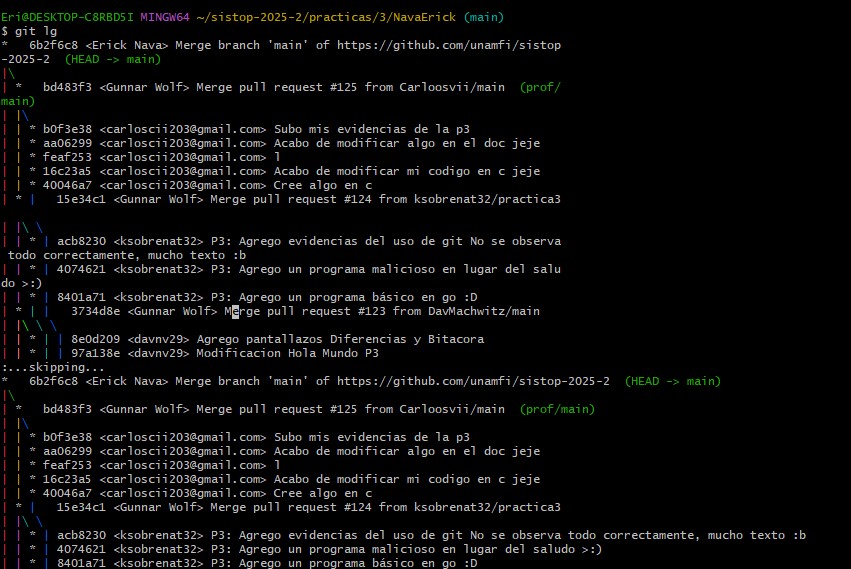 Eri@DESKTOP-C8RBD5I MINGW64 ~/sistop-2025-2/practicas/3/NavaErick (main)
$ git lg
*   6b2f6c8 <Erick Nava> Merge branch 'main' of https://github.com/unamfi/sistop
-2025-2  (HEAD -> main)
|\
| *   bd483f3 <Gunnar Wolf> Merge pull request #125 from Carloosvii/main  (prof/
main)
| |\
| | * b0f3e38 <carloscii203@gmail.com> Subo mis evidencias de la p3
| | * aa06299 <carloscii203@gmail.com> Acabo de modificar algo en el doc jeje
| | * feaf253 <carloscii203@gmail.com> l
| | * 16c23a5 <carloscii203@gmail.com> Acabo de modificar mi codigo en c jeje
| | * 40046a7 <carloscii203@gmail.com> Cree algo en c
| * |   15e34c1 <Gunnar Wolf> Merge pull request #124 from ksobrenat32/practica3
| |\ \
| | * | acb8230 <ksobrenat32> P3: Agrego evidencias del uso de git No se observa
 todo correctamente, mucho texto :b
| | * | 4074621 <ksobrenat32> P3: Agrego un programa malicioso en lugar del salu
do >:)
| | * | 8401a71 <ksobrenat32> P3: Agrego un programa básico en go :D
| * | |   3734d8e <Gunnar Wolf> Merge pull request #123 from DavMachwitz/main
| |\ \ \
| | * | | 8e0d209 <davnv29> Agrego pantallazos Diferencias y Bitacora
| | * | | 97a138e <davnv29> Modificacion Hola Mundo P3
:...skipping...
*   6b2f6c8 <Erick Nava> Merge branch 'main' of https://github.com/unamfi/sistop-2025-2  (HEAD -> main)
|\
| *   bd483f3 <Gunnar Wolf> Merge pull request #125 from Carloosvii/main  (prof/main)
| |\
| | * b0f3e38 <carloscii203@gmail.com> Subo mis evidencias de la p3
| | * aa06299 <carloscii203@gmail.com> Acabo de modificar algo en el doc jeje
| | * feaf253 <carloscii203@gmail.com> l
| | * 16c23a5 <carloscii203@gmail.com> Acabo de modificar mi codigo en c jeje
| | * 40046a7 <carloscii203@gmail.com> Cree algo en c
| * |   15e34c1 <Gunnar Wolf> Merge pull request #124 from ksobrenat32/practica3
| |\ \
| | * | acb8230 <ksobrenat32> P3: Agrego evidencias del uso de git No se observa todo correctamente, mucho texto :b
| | * | 4074621 <ksobrenat32> P3: Agrego un programa malicioso en lugar del saludo >:)
| | * | 8401a71 <ksobrenat32> P3: Agrego un programa básico en go :D